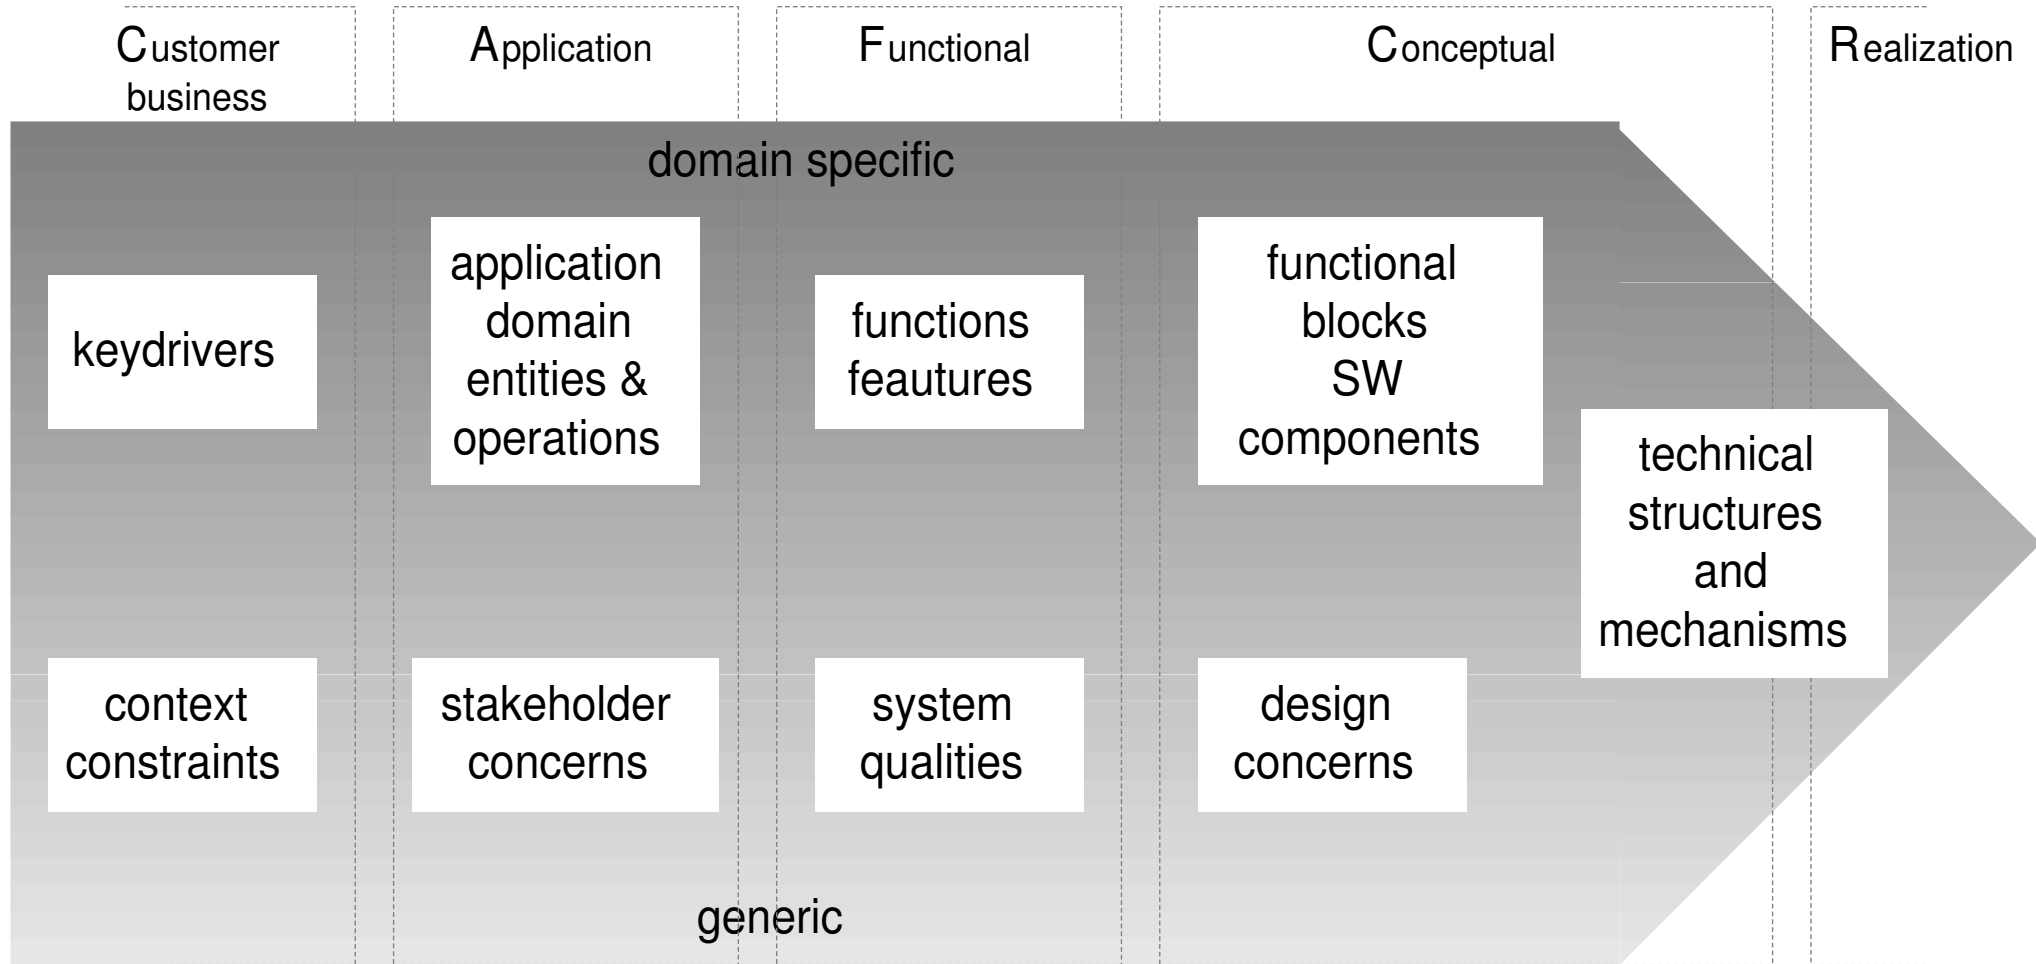 Customer
business
Application
Functional
Conceptual
Realization
domain specific
keydrivers
application
domain
entities &
operations
functions
feautures
functional
blocks
SW
components
technical
structures
and
mechanisms
context
constraints
stakeholder
concerns
system
qualities
design
concerns
generic